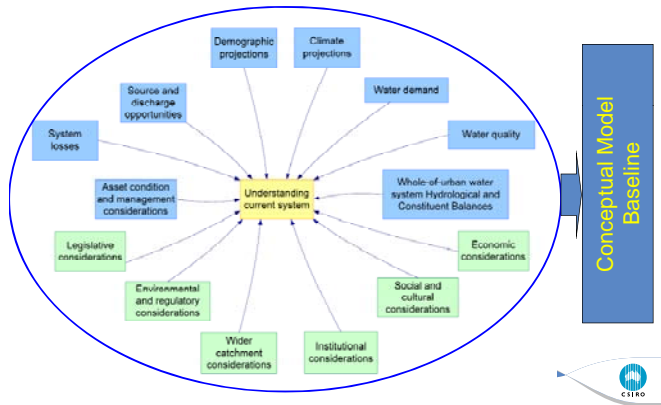 Demographic
projections
Climate
projections
Source and
discharge
opportunities
Water demand
System
losses
Water quality
Asset condition
and management
considerations
Understanding
current system
Whole-of-urban water
system Hydrological and
Constituent Balances
Legislative
considerations
Economic
considerations
Environmental
and regulatory
considerations
Social and
cultural
considerations
Wider
catchment
considerations
Institutional
considerations
Conceptual Model
Baseline
CSIRO